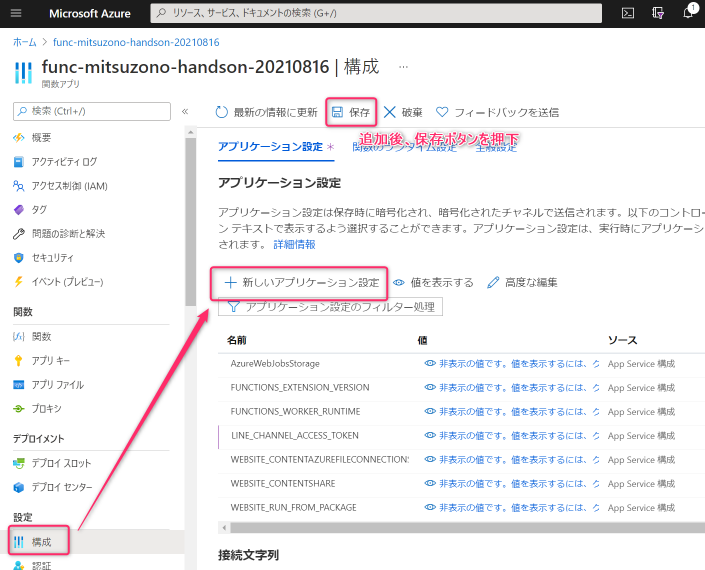 Microsoft Azure
リソース、サービス、ドキュメントの検索 (G+/)
1
ホーム > func-mitsuzono-handson-20210816
func-mitsuzono-handson-20210816 | 構成 …
関数アプリ
検索 (Ctrl+/)
«
概要
アクティビティ ログ
アクセス制御 (IAM)
タグ
問題の診断と解決
セキュリティ
イベント (プレビュー)
関数
関数
アプリ キー
アプリ ファイル
プロキシ
デプロイメント
デプロイ スロット
デプロイ センター
設定
構成
認証
最新の情報に更新 保存 破棄 フィードバックを送信
追加後、保存ボタンを押下
アプリケーション設定 * 関数のランタイム設定 全般設定
アプリケーション設定
アプリケーション設定は保存時に暗号化され、暗号化されたチャネルで送信されます。以下のコントロー
ン テキストで表示するよう選択することができます。アプリケーション設定は、実行時にアプリケーシ
されます。 詳細情報
新しいアプリケーション設定 値を表示する 高度な編集
アプリケーション設定のフィルター処理
名前 値 ソース
AzureWebJobsStorage 非表示の値です。値を表示するには、ク App Service 構成
FUNCTIONS_EXTENSION_VERSION 非表示の値です。値を表示するには、ク App Service 構成
FUNCTIONS_WORKER_RUNTIME 非表示の値です。値を表示するには、ク App Service 構成
LINE_CHANNEL_ACCESS_TOKEN 非表示の値です。値を表示するには、ク App Service 構成
WEBSITE_CONTENTAZUREFILECONNECTIONS 非表示の値です。値を表示するには、ク App Service 構成
WEBSITE_CONTENTSHARE 非表示の値です。値を表示するには、ク App Service 構成
WEBSITE_RUN_FROM_PACKAGE 非表示の値です。値を表示するには、ク App Service 構成
接続文字列